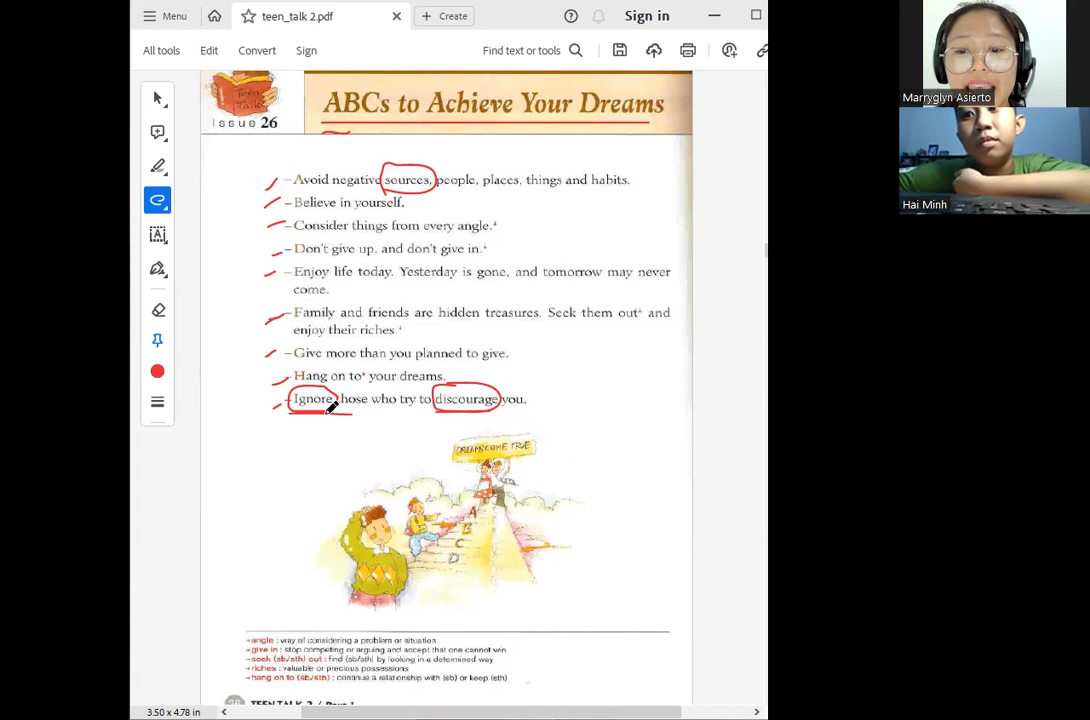 Menu
teen_talk 2.pdf
Create
Sign in
All tools
Edit
Convert
Sign
Find text or tools
Teen Talk
Issue 26
ABCs to Achieve Your Dreams
Avoid negative sources, people, places, things and habits.
Believe in yourself.
Consider things from every angle.
Don't give up, and don't give in.
Enjoy life today. Yesterday is gone, and tomorrow may never
come.
Family and friends are hidden treasures. Seek them out and
enjoy their riches.
Give more than you planned to give.
Hang on to your dreams.
Ignore those who try to discourage you.
DREAMS COME TRUE
A
B
C
D
angle : way of considering a problem or situation
give in : stop competing or arguing and accept that one cannot win
seek (sb/sth) out : find (sb/sth) by looking in a determined way
riches : valuable or precious possessions
hang on to (sb/sth) : continue a relationship with (sb) or keep (sth)
TEEN TALK 2 / Part 1
3.50 x 4.78 in
Marryglyn Asierto
Hai Minh